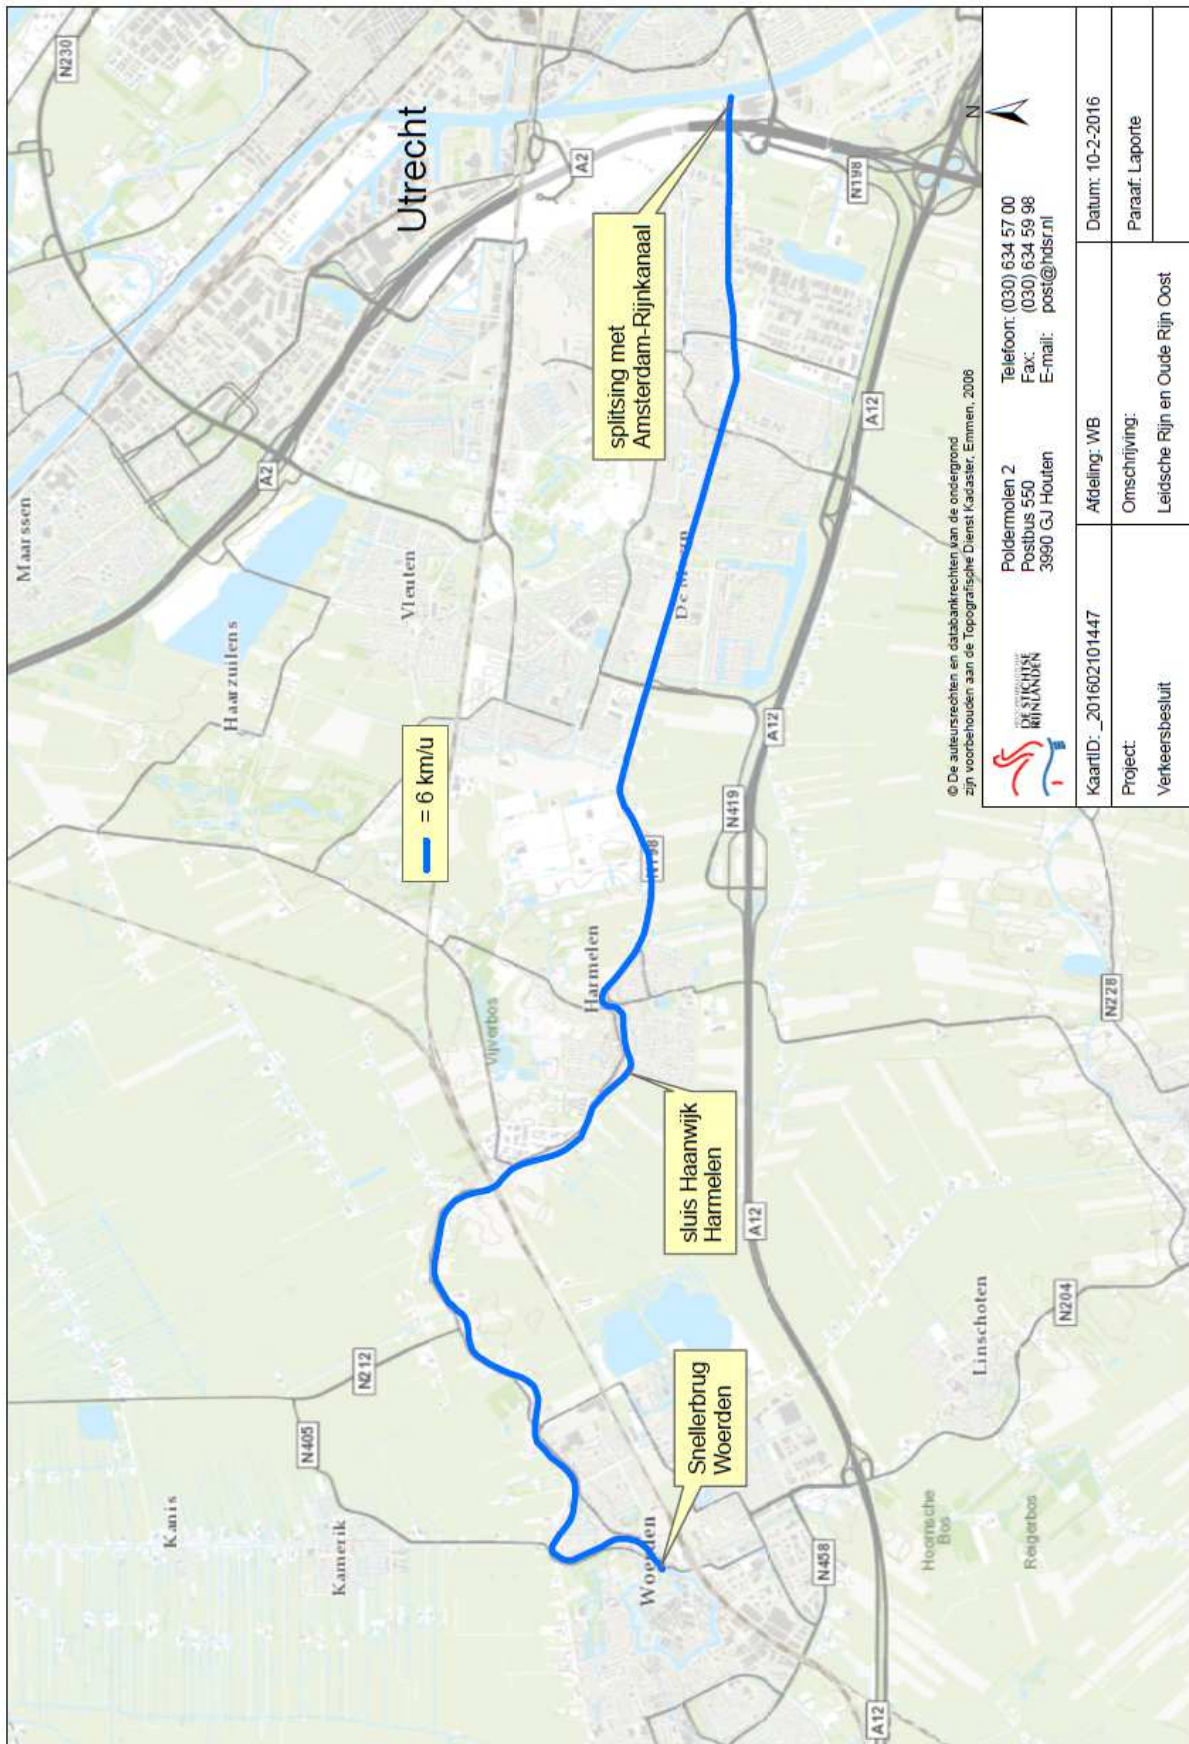 N230
Utrecht
Maarssen
A2
A2
Haarzuilens
Vleuten
splitsing met
Amsterdam-Rijnkanaal
N198
= 6 km/u
De Meern
A12
A12
N419
N198
Harmelen
Vijverbos
sluis Haanwijk
Harmelen
N228
A12
N212
N405
Kanis
Kamerik
Snellerbrug
Woerden
Woerden
Linschoten
N204
Hoornsche
Bos
Reigerbos
N458
A12
© De auteursrechten en databankrechten van de ondergrond
zijn voorbehouden aan de Topografische Dienst Kadaster, Emmen, 2006
N
DE STICHTSE
RIJNLANDEN
Poldermolen 2
Postbus 550
3990 GJ Houten
Telefoon: (030) 634 57 00
Fax: (030) 634 59 98
E-mail: post@hdsr.nl
KaartID: _201602101447
Afdeling: WB
Datum: 10-2-2016
Project:
Verkeersbesluit
Omschrijving:
Leidsche Rijn en Oude Rijn Oost
Paraaf: Laporte